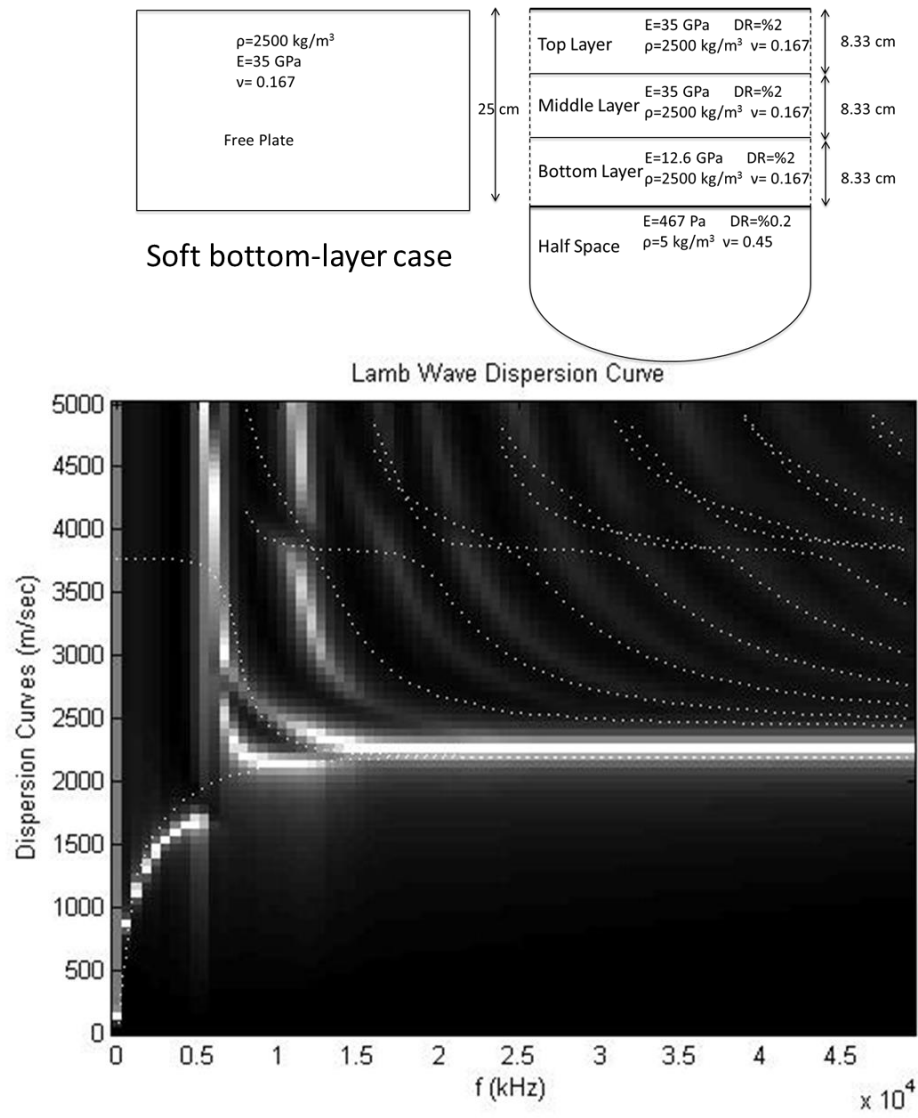 ρ=2500 kg/m³
E=35 GPa
ν= 0.167
Free Plate
25 cm
Top Layer
E=35 GPa DR=%2
ρ=2500 kg/m³ ν= 0.167
8.33 cm
Middle Layer
E=35 GPa DR=%2
ρ=2500 kg/m³ ν= 0.167
8.33 cm
Bottom Layer
E=12.6 GPa DR=%2
ρ=2500 kg/m³ ν= 0.167
8.33 cm
Half Space
E=467 Pa DR=%0.2
ρ=5 kg/m³ ν= 0.45
Soft bottom-layer case
Lamb Wave Dispersion Curve
Dispersion Curves (m/sec)
5000
4500
4000
3500
3000
2500
2000
1500
1000
500
0
0 0.5 1 1.5 2 2.5 3 3.5 4 4.5
f (kHz)
x 10⁴